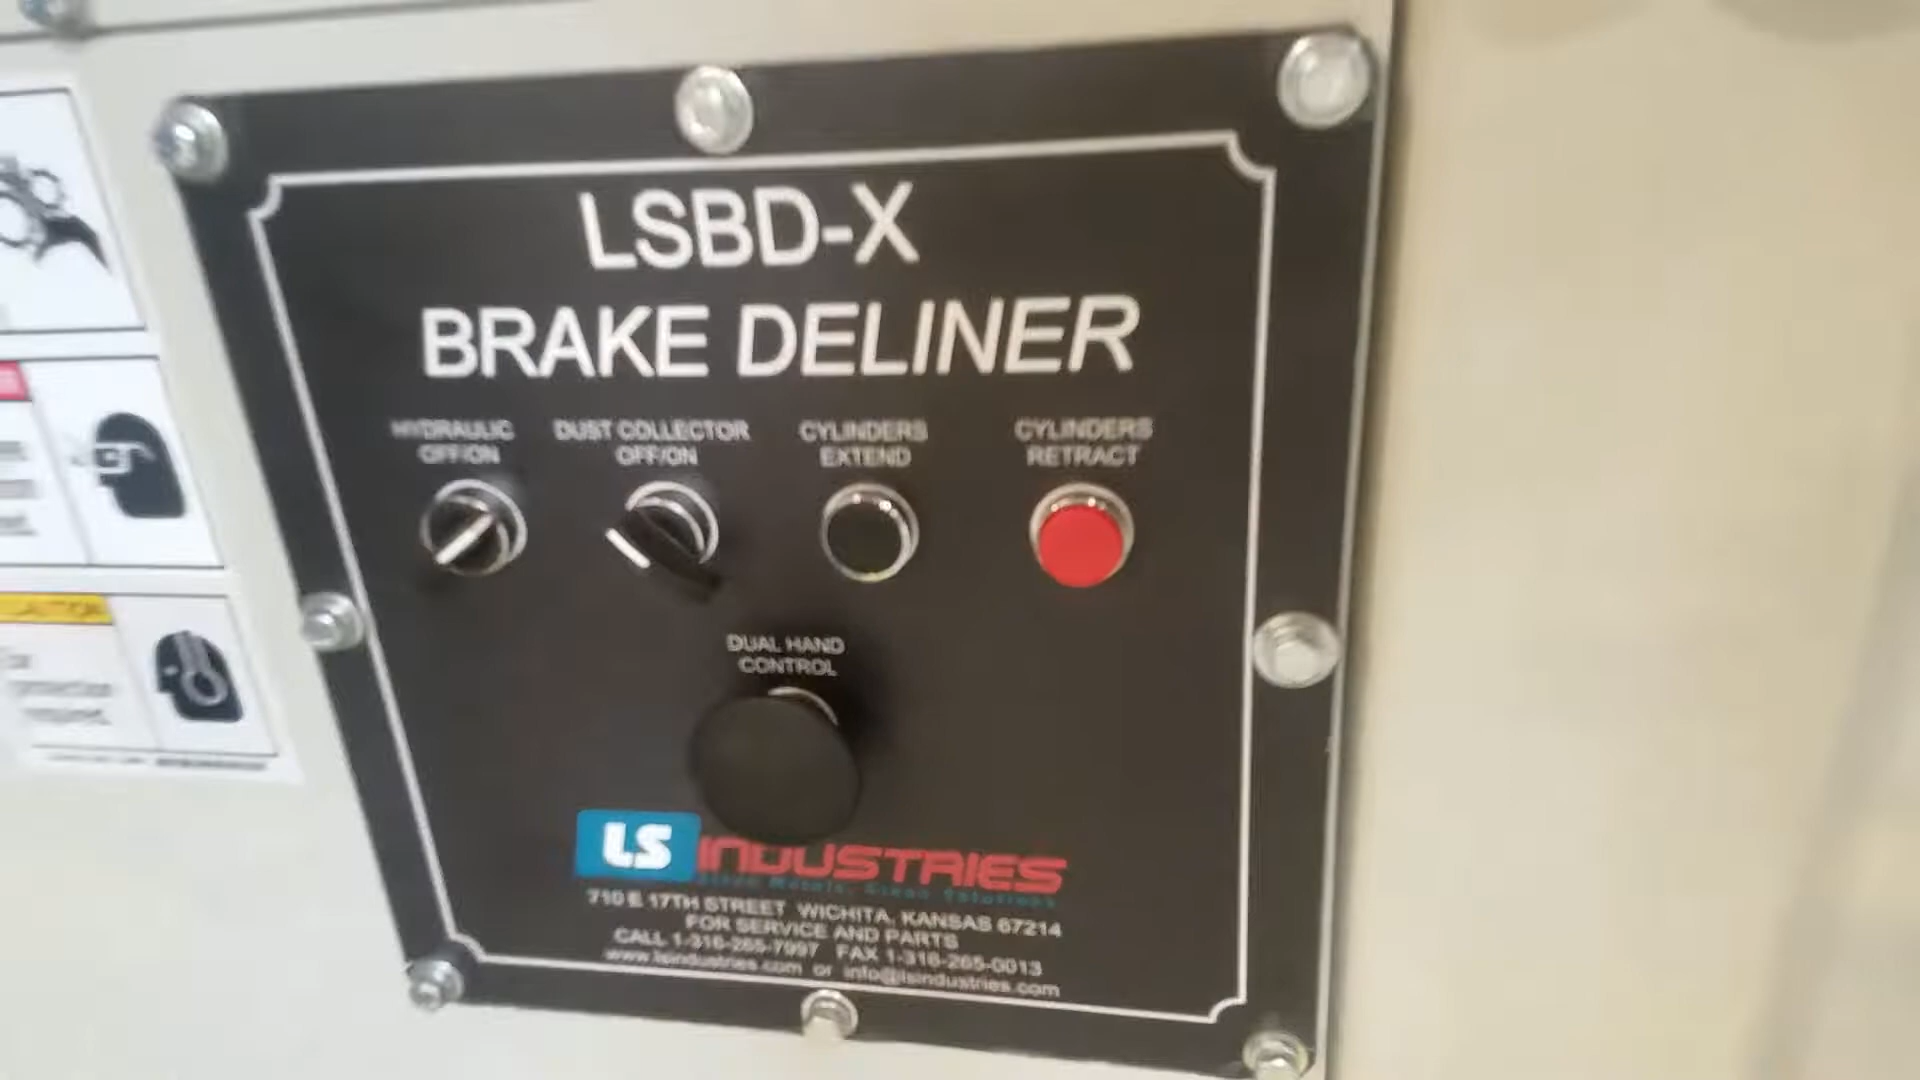 LSBD-X
BRAKE DELINER
HYDRAULIC
OFF/ON
DUST COLLECTOR
OFF/ON
CYLINDERS
EXTEND
CYLINDERS
RETRACT
DUAL HAND
CONTROL
LS INDUSTRIES
710 E 17TH STREET WICHITA, KANSAS 67214
FOR SERVICE AND PARTS
CALL 1-316-265-7997 FAX 1-316-265-0013
www.lsindustries.com or info@lsindustries.com
CAUTION